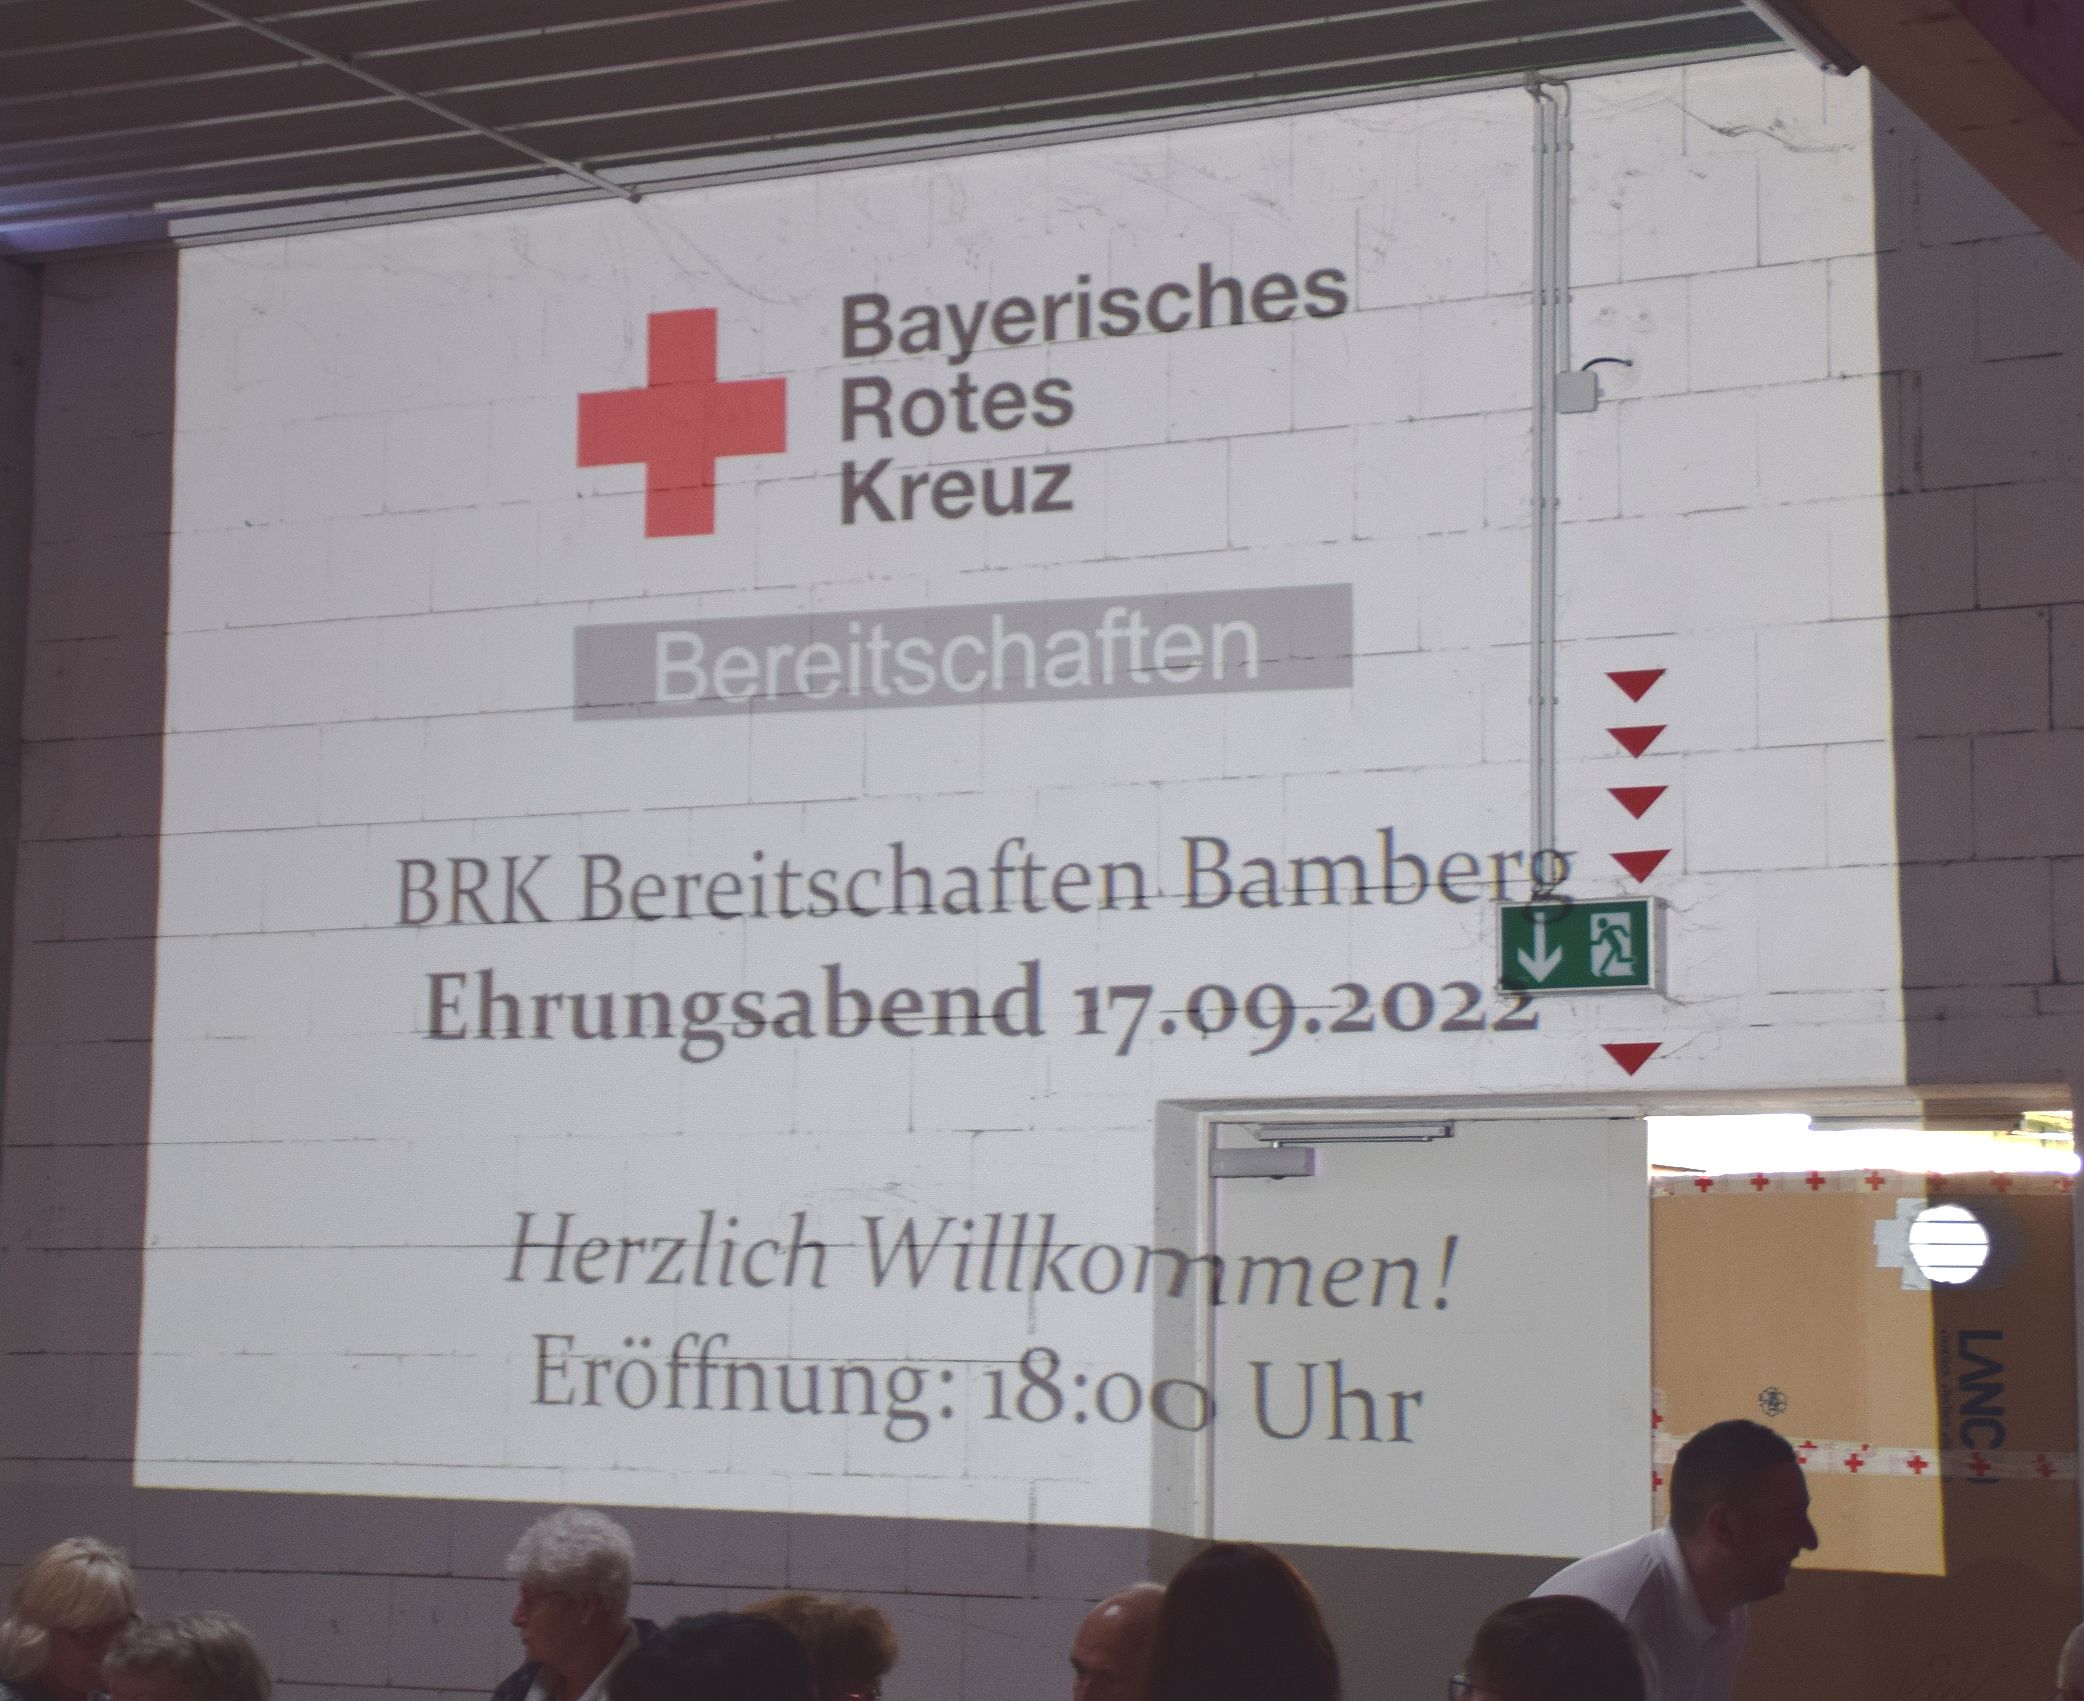 Bayerisches
Rotes
Kreuz
Bereitschaften
BRK Bereitschaften Bamberg
Ehrungsabend 17.09.2022
Herzlich Willkommen!
Eröffnung: 18:00 Uhr